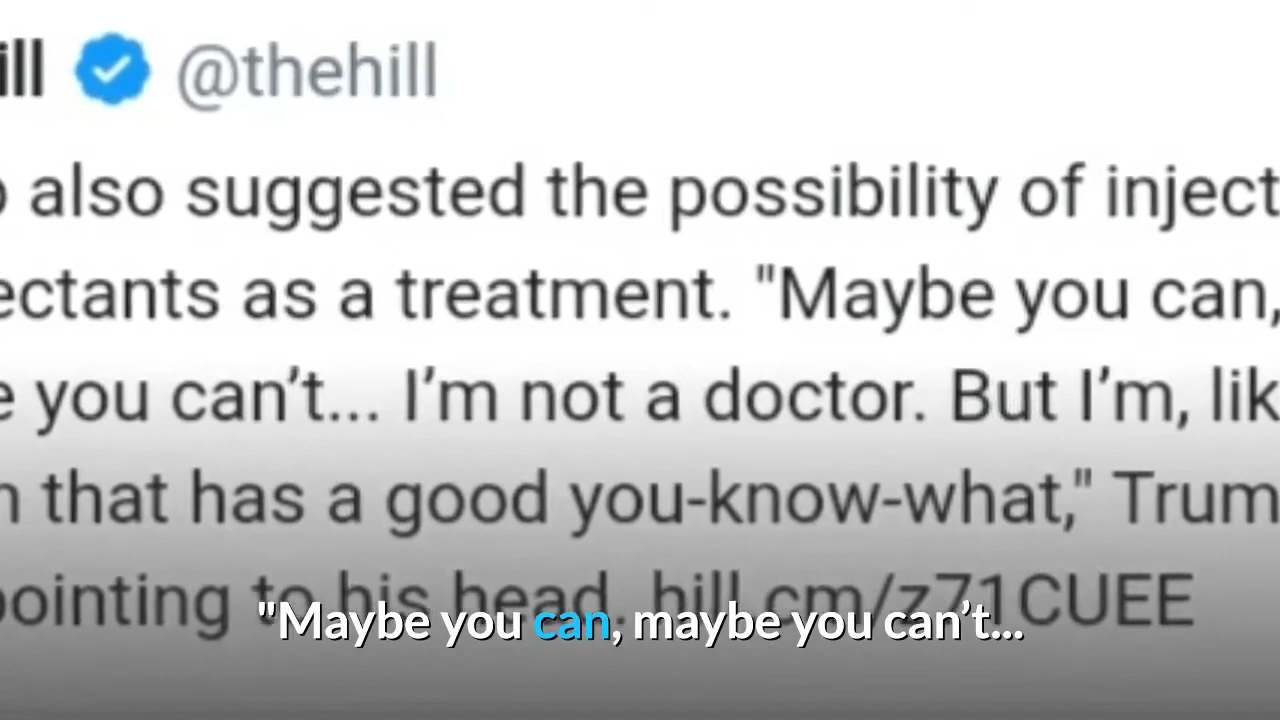 ill @thehill
also suggested the possibility of inject
ectants as a treatment. "Maybe you can,
e you can’t... I’m not a doctor. But I’m, lik
n that has a good you-know-what," Trum
pointing to his head. hill.cm/z71CUEE
"Maybe you can, maybe you can’t...